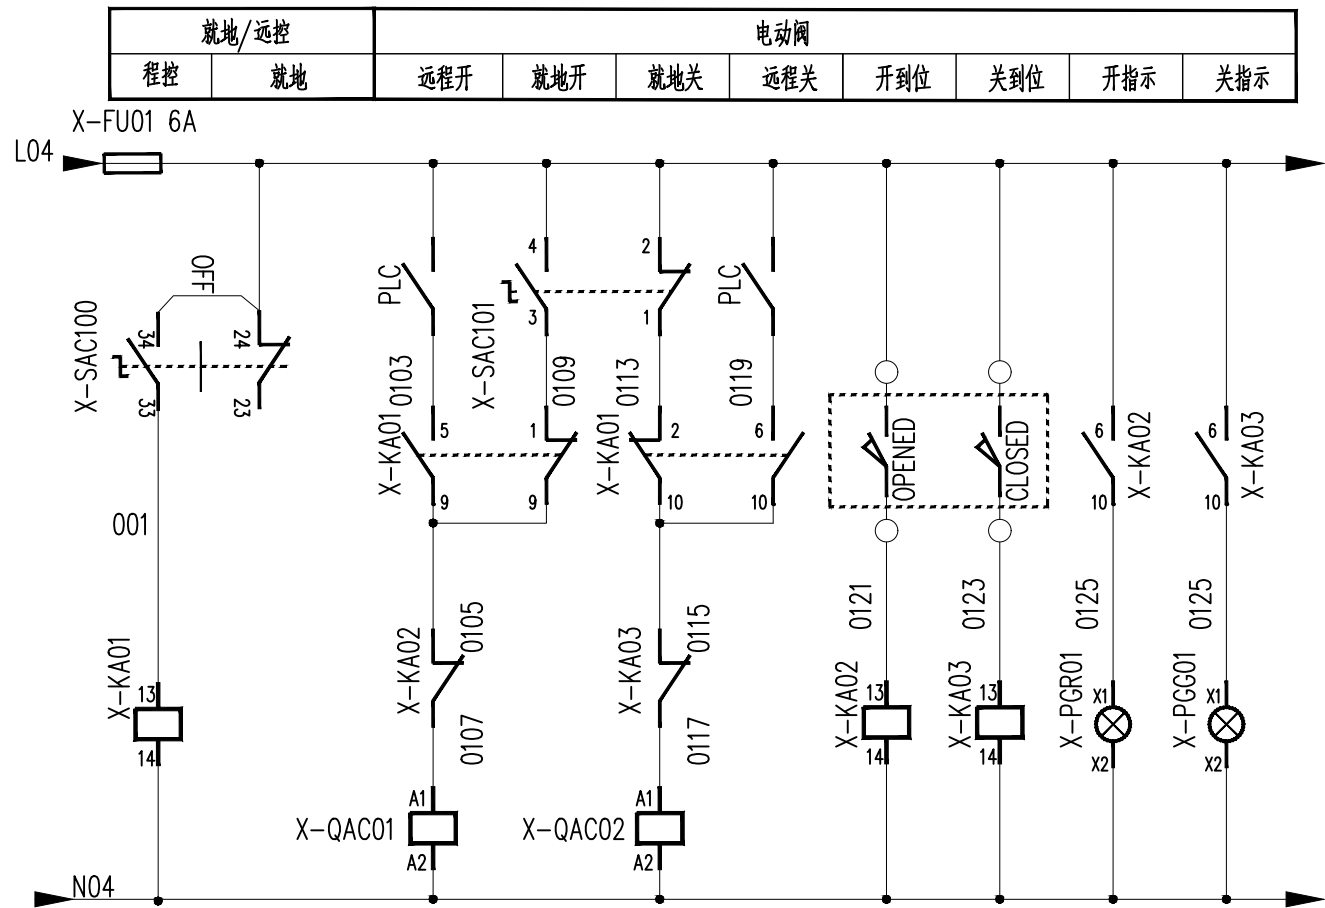 就地/远控
电动阀
程控
就地
远程开
就地开
就地关
远程关
开到位
关到位
开指示
关指示
X-FU01 6A
L04
OFF
X-SAC100
34
33
24
23
PLC
4
3
X-SAC101
2
1
PLC
0103
0109
0113
0119
X-KA01
5
9
1
9
X-KA01
2
10
6
10
OPENED
CLOSED
6
10
X-KA02
6
10
X-KA03
001
X-KA02
0105
0107
X-KA03
0115
0117
0121
0123
0125
0125
X-KA01
13
14
X-KA02
13
14
X-KA03
13
14
X-PGR01
X1
X2
X-PGG01
X1
X2
X-QAC01
A1
A2
X-QAC02
A1
A2
N04